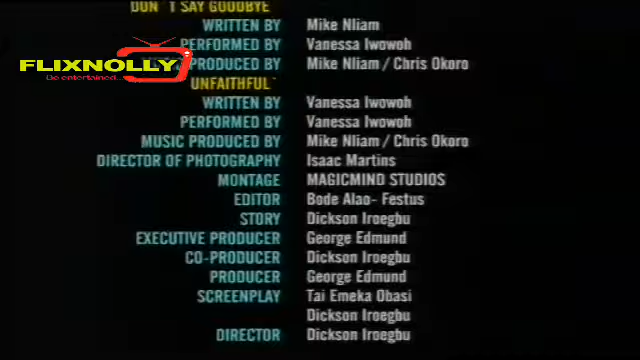 DON`T SAY GOODBYE
WRITTEN BY Mike Nliam
PERFORMED BY Vanessa Iwowoh
PRODUCED BY Mike Nliam / Chris Okoro
FLIXNOLLY
Be entertained...
UNFAITHFUL`
WRITTEN BY Vanessa Iwowoh
PERFORMED BY Vanessa Iwowoh
MUSIC PRODUCED BY Mike Nliam / Chris Okoro
DIRECTOR OF PHOTOGRAPHY Isaac Martins
MONTAGE MAGICMIND STUDIOS
EDITOR Bode Alao- Festus
STORY Dickson Iroegbu
EXECUTIVE PRODUCER George Edmund
CO-PRODUCER Dickson Iroegbu
PRODUCER George Edmund
SCREENPLAY Tai Emeka Obasi
Dickson Iroegbu
DIRECTOR Dickson Iroegbu